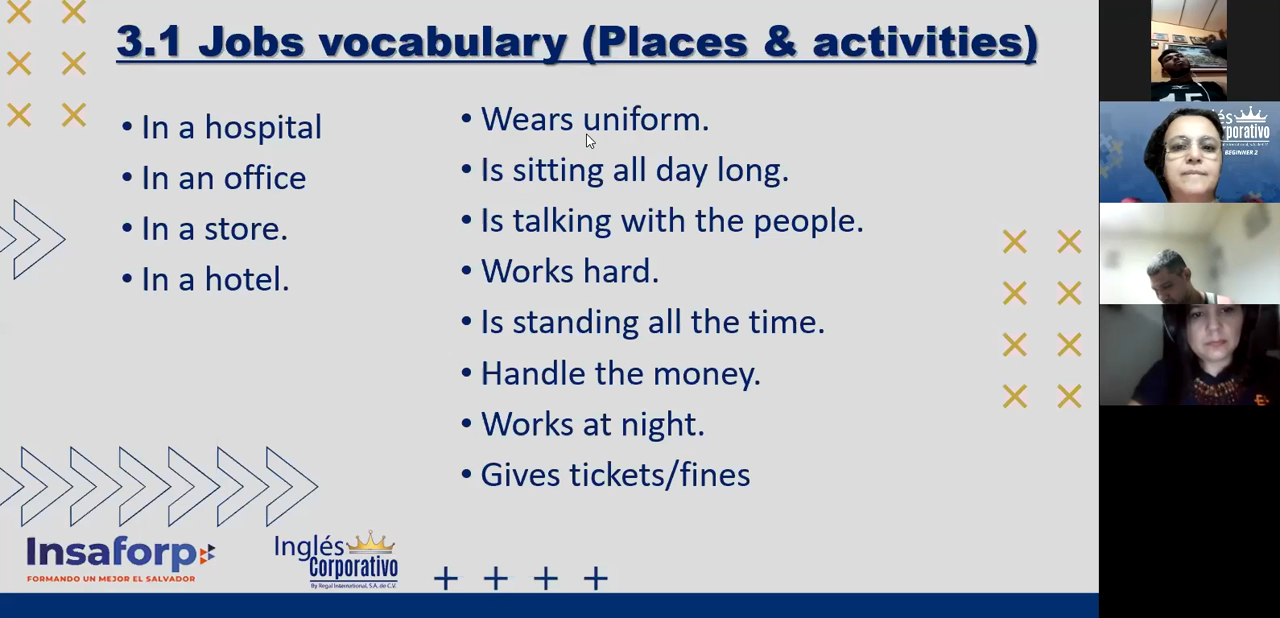 3.1 Jobs vocabulary (Places & activities)
• In a hospital
• In an office
• In a store.
• In a hotel.
• Wears uniform.
• Is sitting all day long.
• Is talking with the people.
• Works hard.
• Is standing all the time.
• Handle the money.
• Works at night.
• Gives tickets/fines
Insaforp
FORMANDO UN MEJOR EL SALVADOR
Inglés
Corporativo
By Regal International, S.A. de C.V.
BEGINNER 2